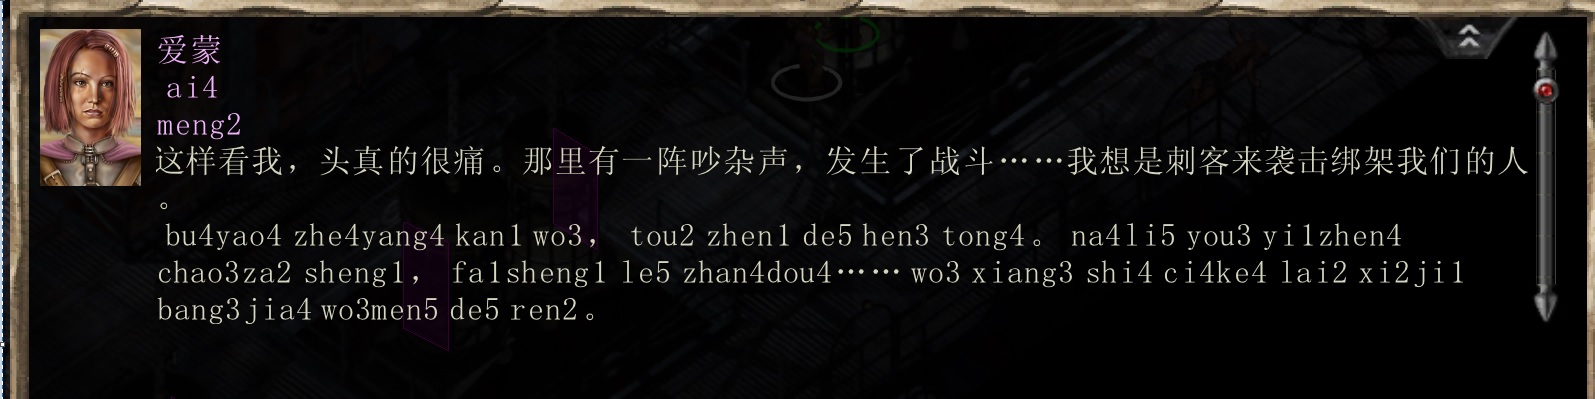 爱蒙
ai4
meng2
这样看我，头真的很痛。那里有一阵吵杂声，发生了战斗……我想是刺客来袭击绑架我们的人
。
bu4yao4 zhe4yang4 kan1 wo3， tou2 zhen1 de5 hen3 tong4。 na4li5 you3 yi1zhen4
chao3za2 sheng1， fa1sheng1 le5 zhan4dou4…… wo3 xiang3 shi4 ci4ke4 lai2 xi2ji1
bang3jia4 wo3men5 de5 ren2。